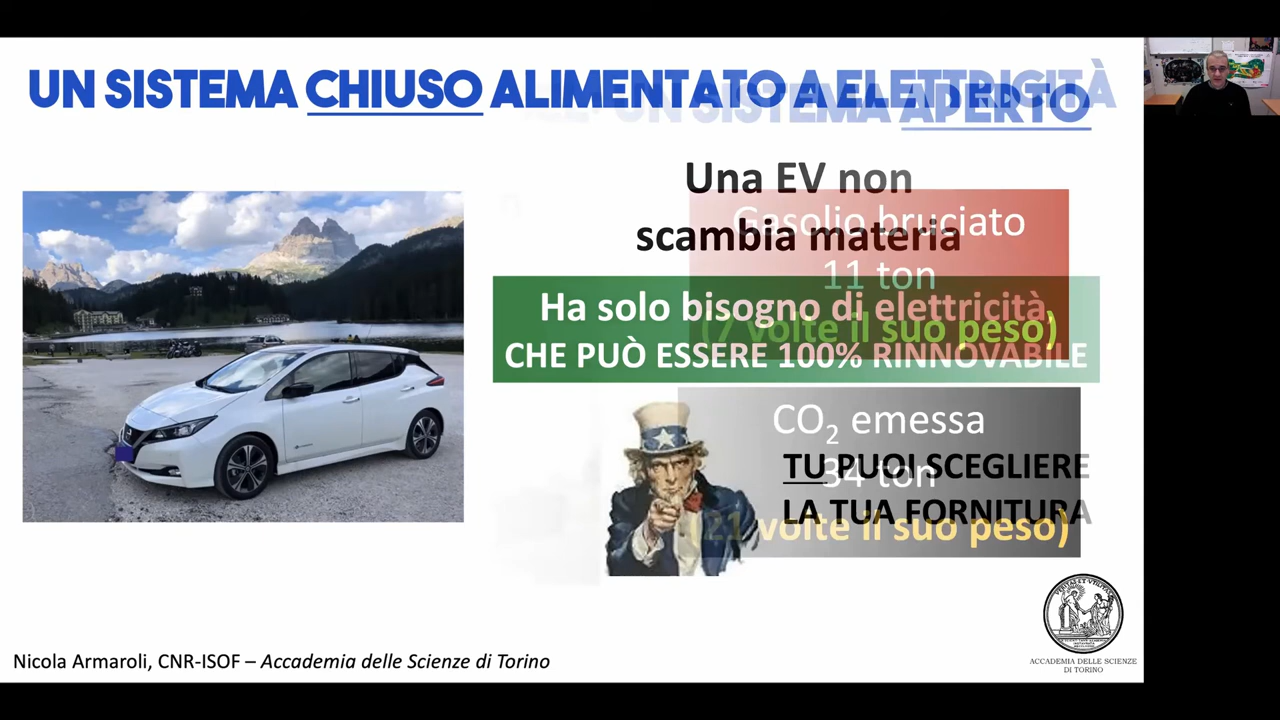 UN SISTEMA CHIUSO ALIMENTATO A ELETTRICITÀ
UN SISTEMA APERTO
Una EV non
scambia materia
Gasolio bruciato
11 ton
(7 volte il suo peso)
Ha solo bisogno di elettricità,
CHE PUÒ ESSERE 100% RINNOVABILE
CO₂ emessa
34 ton
(21 volte il suo peso)
TU PUOI SCEGLIERE
LA TUA FORNITURA
Nicola Armaroli, CNR-ISOF – Accademia delle Scienze di Torino
VERITAS ET UTILITAS
ACCADEMIA DELLE SCIENZE
DI TORINO